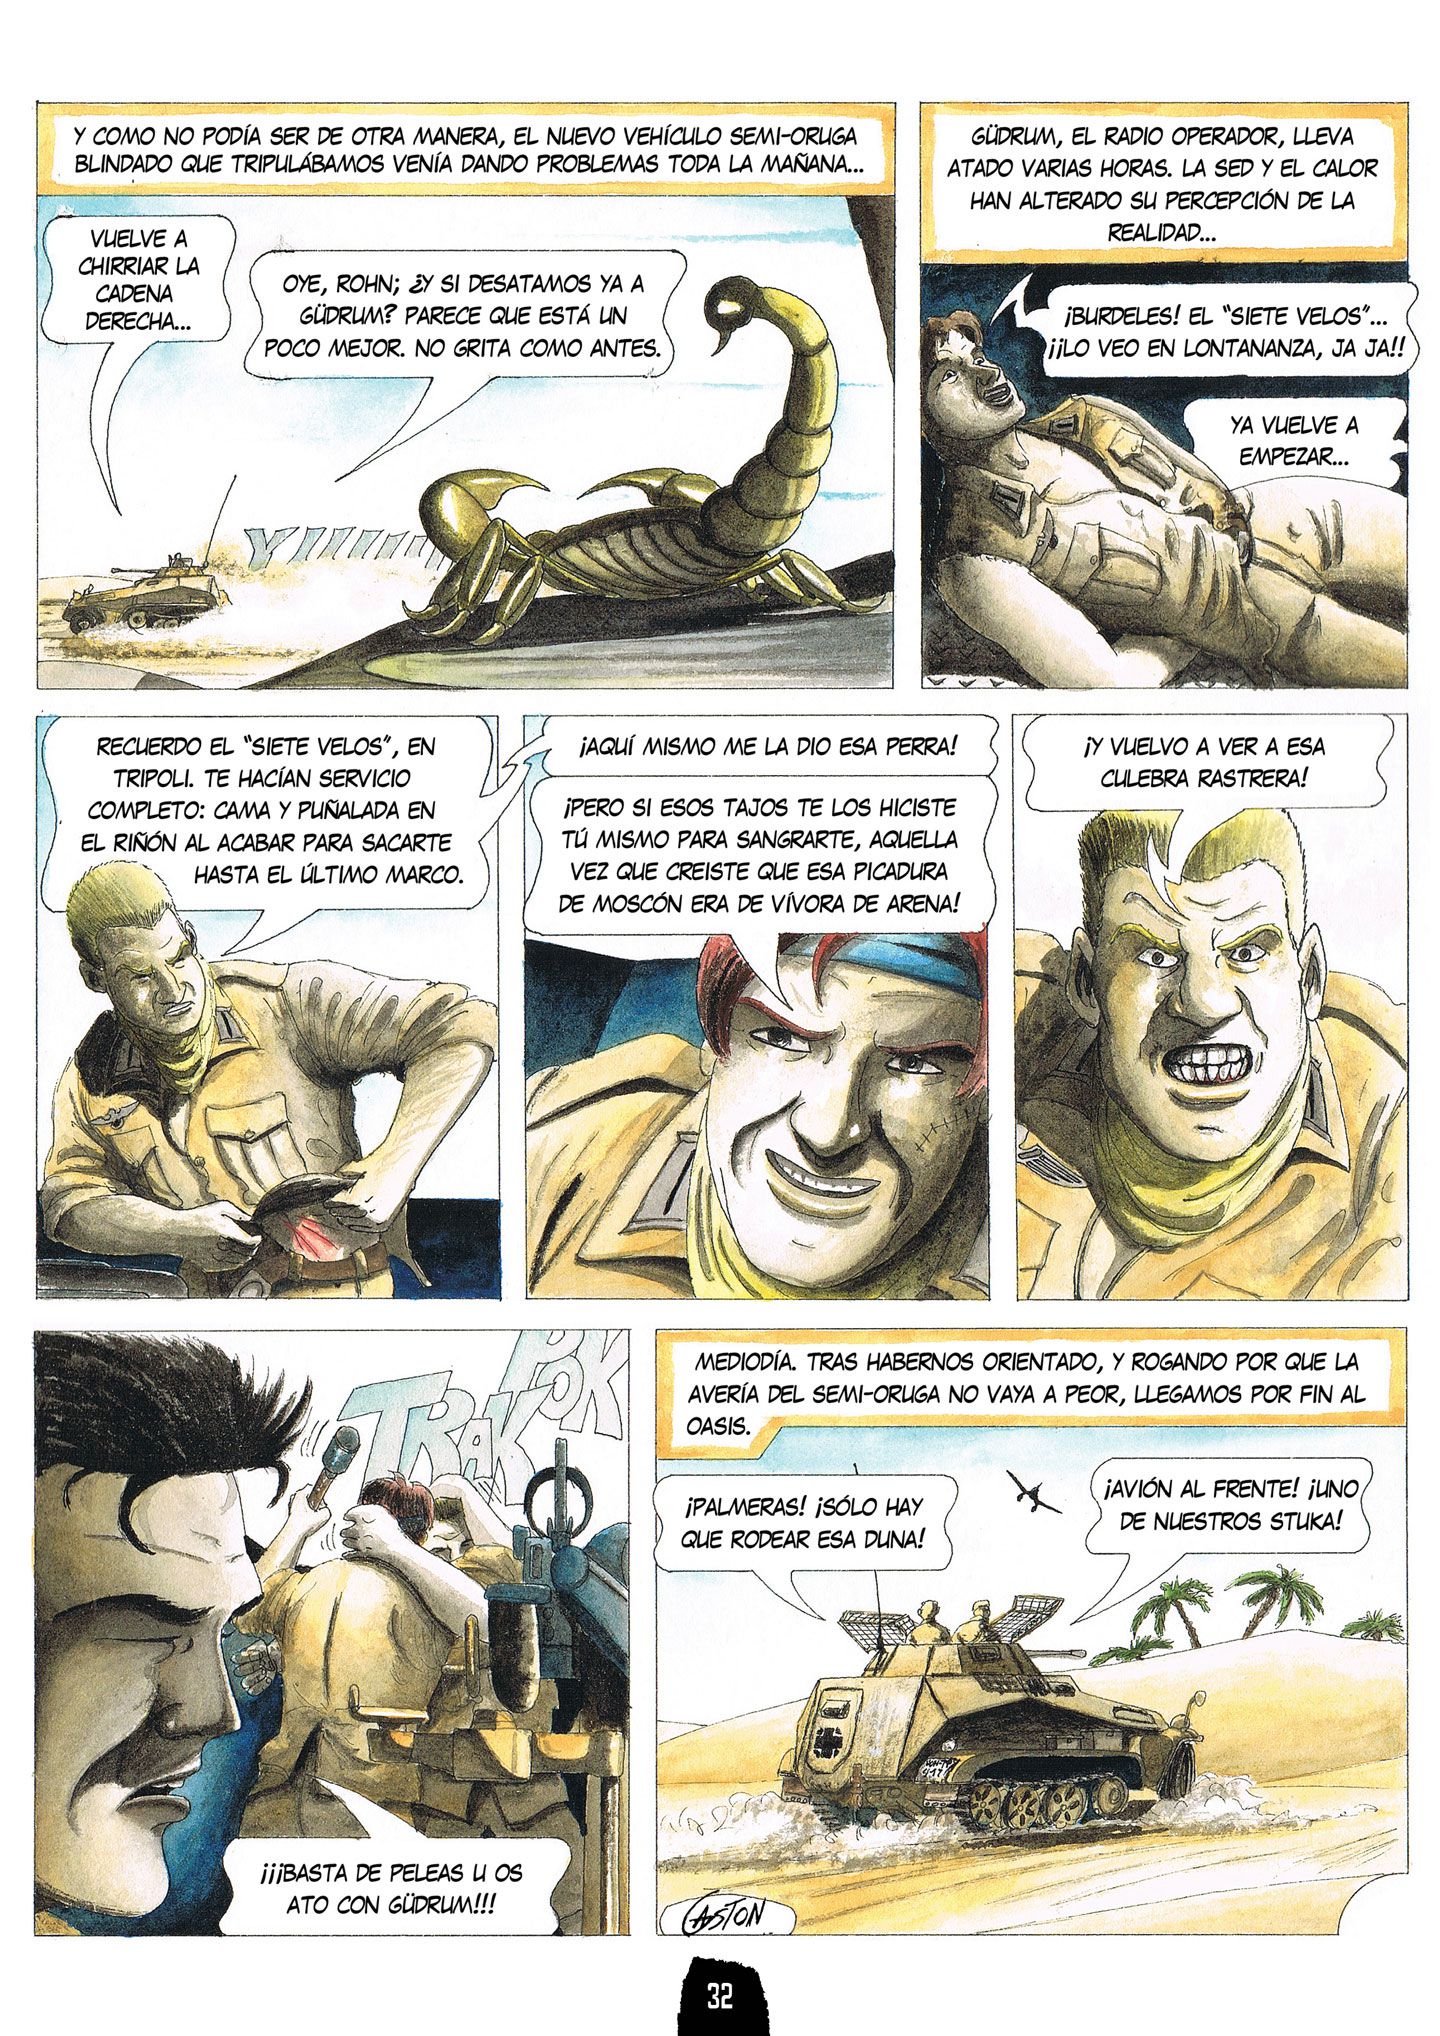 Y COMO NO PODÍA SER DE OTRA MANERA, EL NUEVO VEHÍCULO SEMI-ORUGA
BLINDADO QUE TRIPULÁBAMOS VENÍA DANDO PROBLEMAS TODA LA MAÑANA...
VUELVE A
CHIRRIAR LA
CADENA
DERECHA...
OYE, ROHN; ¿Y SI DESATAMOS YA A
GÜDRUM? PARECE QUE ESTÁ UN
POCO MEJOR. NO GRITA COMO ANTES.
GÜDRUM, EL RADIO OPERADOR, LLEVA
ATADO VARIAS HORAS. LA SED Y EL CALOR
HAN ALTERADO SU PERCEPCIÓN DE LA
REALIDAD...
¡BURDELES! EL "SIETE VELOS"...
¡¡LO VEO EN LONTANANZA, JA JA!!
YA VUELVE A
EMPEZAR...
RECUERDO EL "SIETE VELOS", EN
TRIPOLI. TE HACÍAN SERVICIO
COMPLETO: CAMA Y PUÑALADA EN
EL RIÑÓN AL ACABAR PARA SACARTE
HASTA EL ÚLTIMO MARCO.
¡AQUÍ MISMO ME LA DIO ESA PERRA!
¡PERO SI ESOS TAJOS TE LOS HICISTE
TÚ MISMO PARA SANGRARTE, AQUELLA
VEZ QUE CREISTE QUE ESA PICADURA
DE MOSCÓN ERA DE VÍVORA DE ARENA!
¡Y VUELVO A VER A ESA
CULEBRA RASTRERA!
TRAK
POK
¡¡¡BASTA DE PELEAS U OS
ATO CON GÜDRUM!!!
MEDIODÍA. TRAS HABERNOS ORIENTADO, Y ROGANDO POR QUE LA
AVERÍA DEL SEMI-ORUGA NO VAYA A PEOR, LLEGAMOS POR FIN AL
OASIS.
¡PALMERAS! ¡SÓLO HAY
QUE RODEAR ESA DUNA!
¡AVIÓN AL FRENTE! ¡UNO
DE NUESTROS STUKA!
GASTON
32